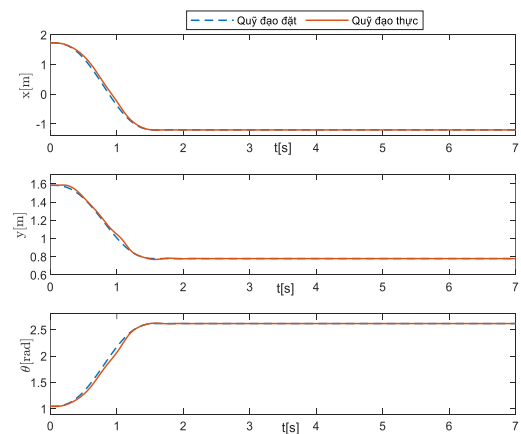 Quỹ đạo đặt Quỹ đạo thực
2
1
0
-1
x[m]
0 1 2 3 4 5 6 7
t[s]
1.6
1.4
1.2
1
0.8
0.6
y[m]
0 1 2 3 4 5 6 7
t[s]
2.5
2
1.5
1
θ[rad]
0 1 2 3 4 5 6 7
t[s]